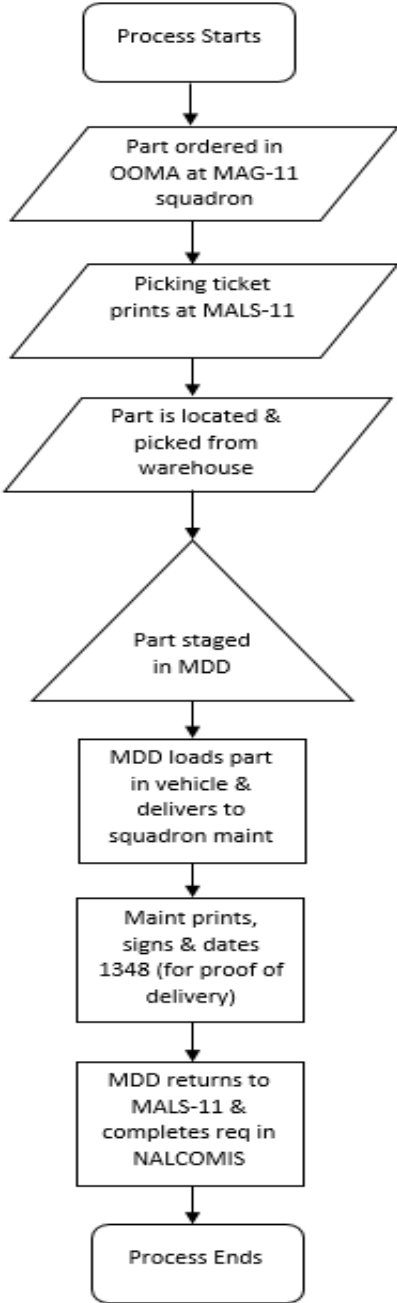 Process Starts
Part ordered in
OOMA at MAG-11
squadron
Picking ticket
prints at MALS-11
Part is located &
picked from
warehouse
Part staged
in MDD
MDD loads part
in vehicle &
delivers to
squadron maint
Maint prints,
signs & dates
1348 (for proof of
delivery)
MDD returns to
MALS-11 &
completes req in
NALCOMIS
Process Ends